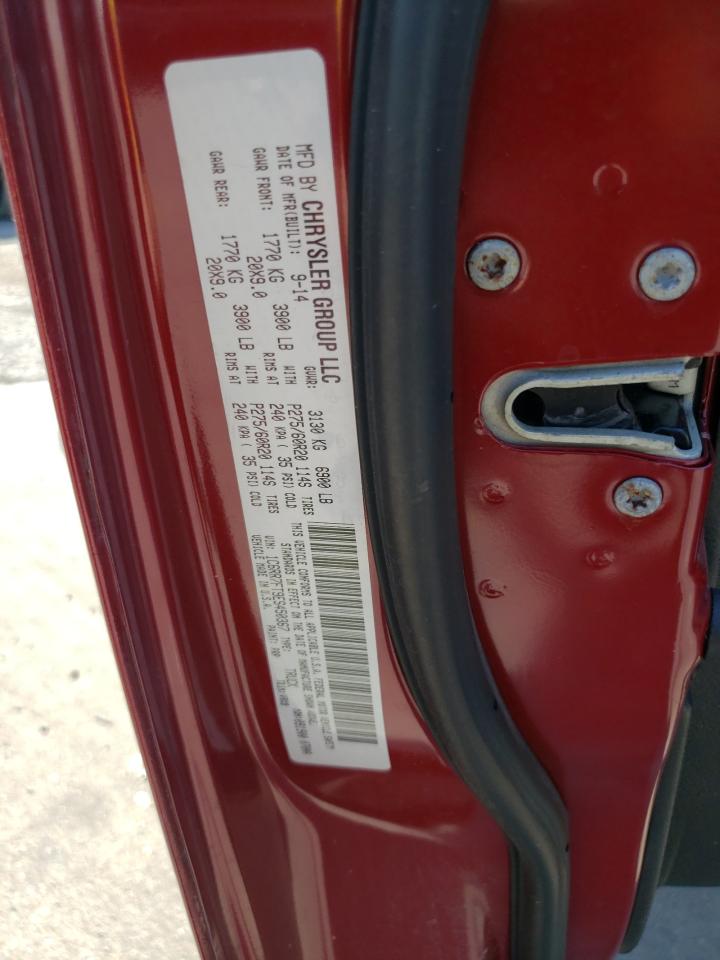 MFD BY CHRYSLER GROUP LLC
DATE OF MFR(BUILT): 9-14 GVWR: 3130 KG 6900 LB
GAWR FRONT: 1770 KG 3900 LB WITH P275/60R20 114S TIRES
20X9.0 RIMS AT 240 KPA ( 35 PSI) COLD
GAWR REAR: 1770 KG 3900 LB WITH P275/60R20 114S TIRES
20X9.0 RIMS AT 240 KPA ( 35 PSI) COLD
THIS VEHICLE CONFORMS TO ALL APPLICABLE U.S.A. FEDERAL MOTOR VEHICLE SAFETY
STANDARDS IN EFFECT ON THE DATE OF MANUFACTURE SHOWN ABOVE.
VIN: TYPE: TRUCK
VEHICLE MADE IN U.S.A. PAINT: PRP